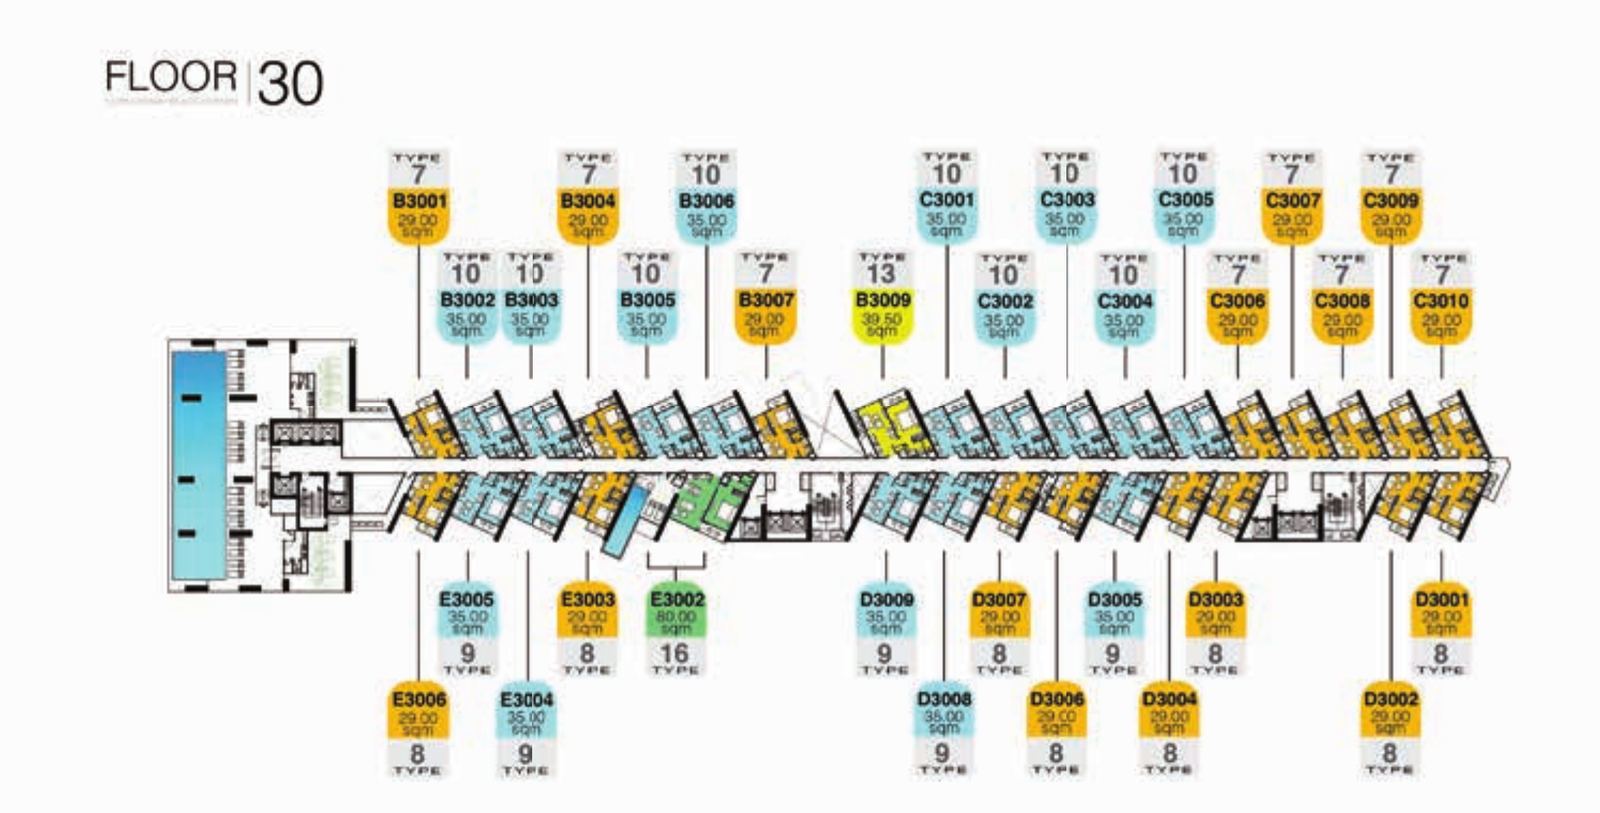 FLOOR 30
TYPE
7
B3001
29.00
sqm
TYPE
7
B3004
29.00
sqm
TYPE
10
B3006
35.00
sqm
TYPE
10
C3001
35.00
sqm
TYPE
10
C3003
35.00
sqm
TYPE
10
C3005
35.00
sqm
TYPE
7
C3007
29.00
sqm
TYPE
7
C3009
29.00
sqm
TYPE
10
B3002
35.00
sqm
TYPE
10
B3003
35.00
sqm
TYPE
10
B3005
35.00
sqm
TYPE
7
B3007
29.00
sqm
TYPE
13
B3009
39.50
sqm
TYPE
10
C3002
35.00
sqm
TYPE
10
C3004
35.00
sqm
TYPE
7
C3006
29.00
sqm
TYPE
7
C3008
29.00
sqm
TYPE
7
C3010
29.00
sqm
E3005
35.00
sqm
9
TYPE
E3003
29.00
sqm
8
TYPE
E3002
80.00
sqm
16
TYPE
D3009
35.00
sqm
9
TYPE
D3007
29.00
sqm
8
TYPE
D3005
35.00
sqm
9
TYPE
D3003
29.00
sqm
8
TYPE
D3001
29.00
sqm
8
TYPE
E3006
29.00
sqm
8
TYPE
E3004
35.00
sqm
9
TYPE
D3008
35.00
sqm
9
TYPE
D3006
29.00
sqm
8
TYPE
D3004
29.00
sqm
8
TYPE
D3002
29.00
sqm
8
TYPE